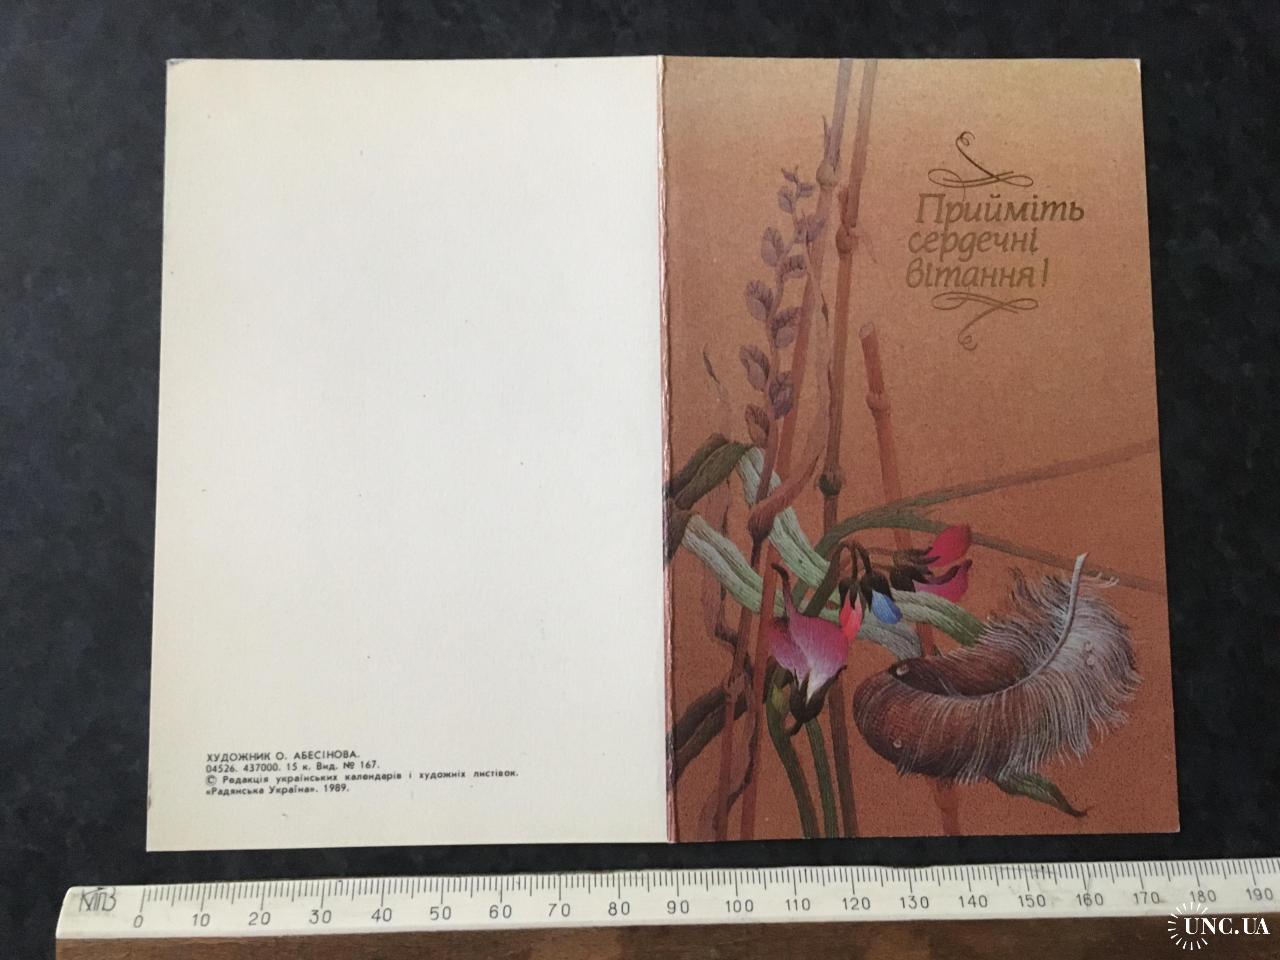 Прийміть
сердечні
вітання!
ХУДОЖНИК О. АБЕСІНОВА.
04526. 437000. 15 к. Вид. № 167.
© Редакція українських календарів і художніх листівок.
«Радянська Україна». 1989.
КПВ
0 10 20 30 40 50 60 70 80 90 100 110 120 130 140 150 160 170 180 190
UNC.UA